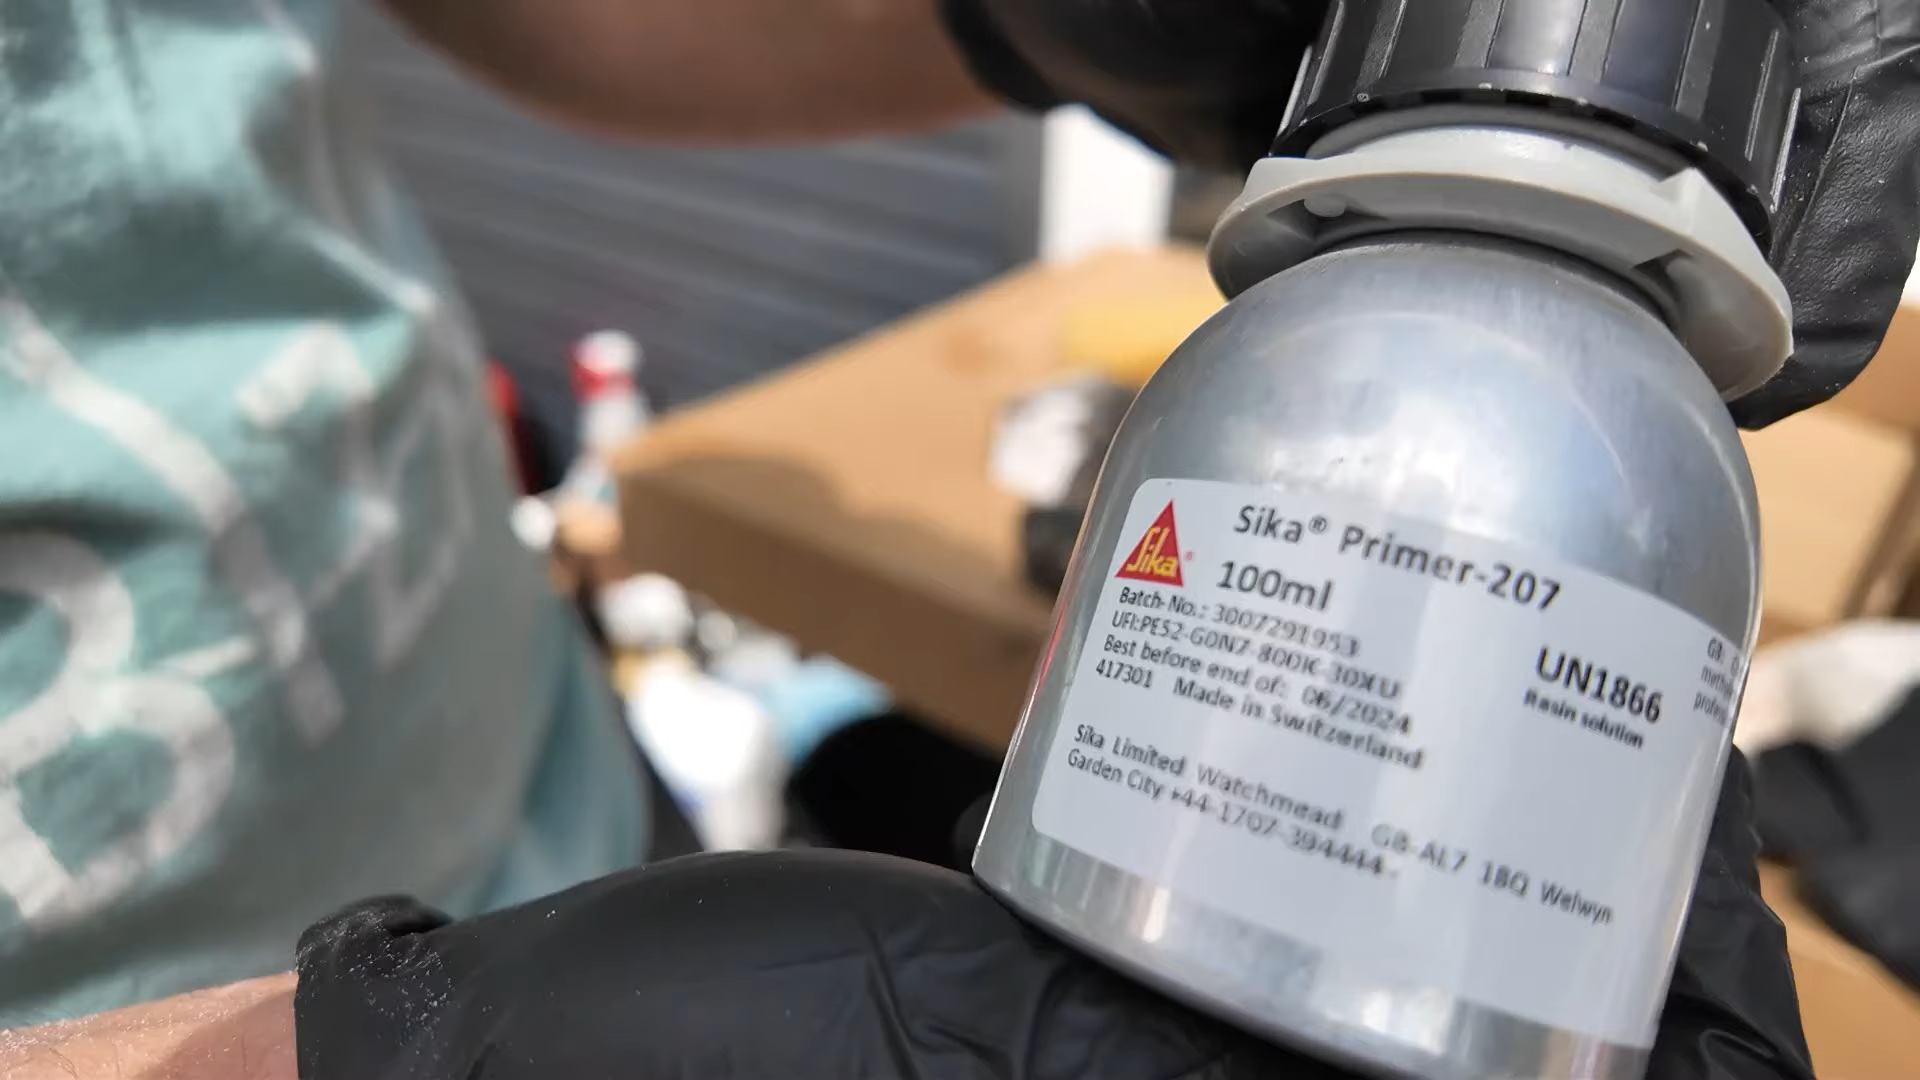 Sika® Primer-207
Sika®
100ml
Batch-No.: 3007291953
UFI:PE52-G0N7-800K-30XU
Best before end of: 06/2024
417301 Made in Switzerland
UN1866
Resin solution
GB:
Sika Limited Watchmead GB-AL7 1BQ Welwyn
Garden City +44-1707-394444.